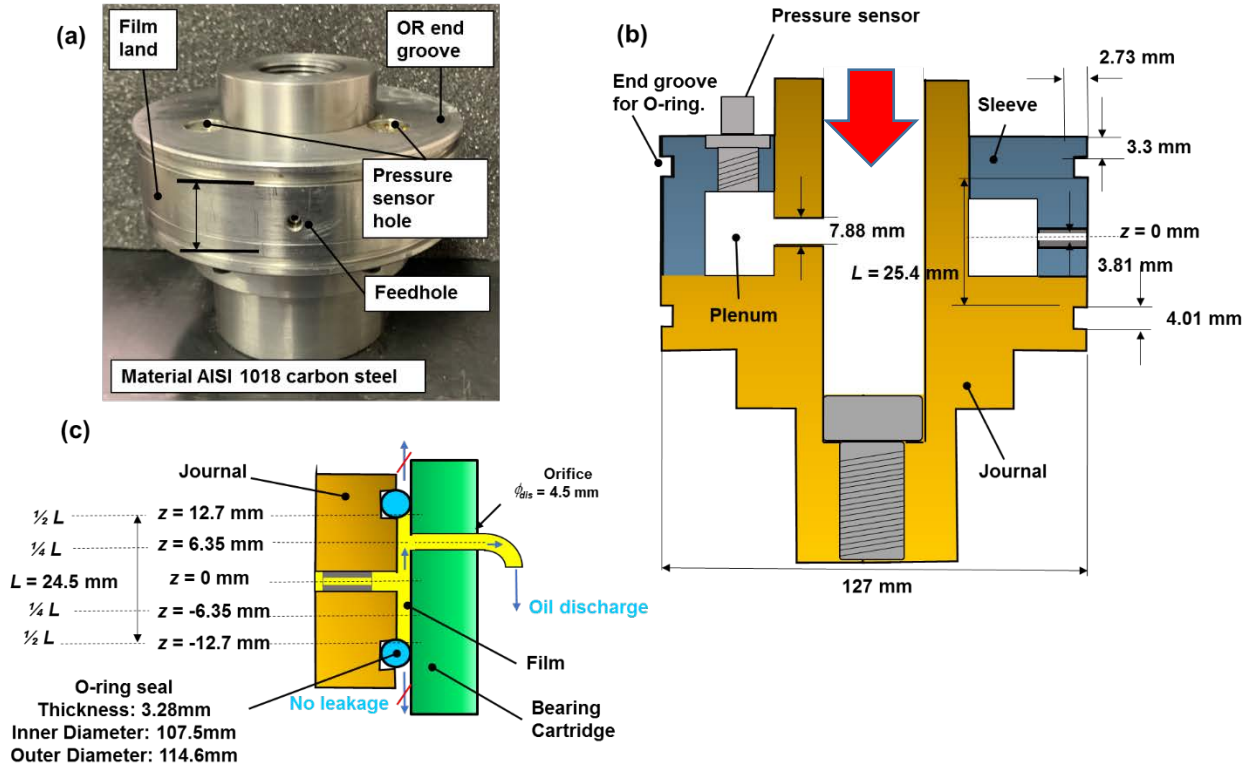 (a)
Film
land
OR end
groove
Pressure
sensor
hole
Feedhole
Material AISI 1018 carbon steel
(b)
Pressure sensor
End groove
for O-ring.
2.73 mm
Sleeve
3.3 mm
7.88 mm
z = 0 mm
L = 25.4 mm
3.81 mm
Plenum
4.01 mm
Journal
127 mm
(c)
Journal
Orifice
ϕdis = 4.5 mm
½ L
z = 12.7 mm
¼ L
z = 6.35 mm
L = 24.5 mm
z = 0 mm
¼ L
z = -6.35 mm
½ L
z = -12.7 mm
Oil discharge
Film
O-ring seal
Thickness: 3.28mm
Inner Diameter: 107.5mm
Outer Diameter: 114.6mm
No leakage
Bearing
Cartridge